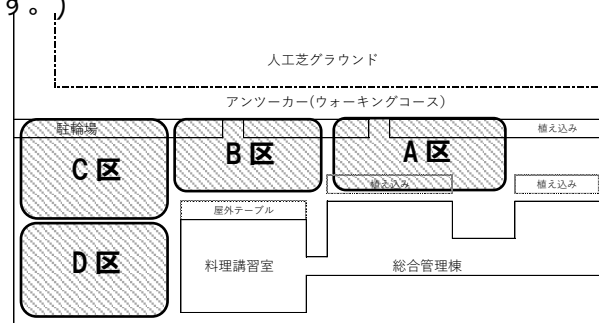 す。)
人工芝グラウンド
アンツーカー(ウォーキングコース)
駐輪場
植え込み
C区
B区
A区
植え込み
植え込み
屋外テーブル
D区
料理講習室
総合管理棟